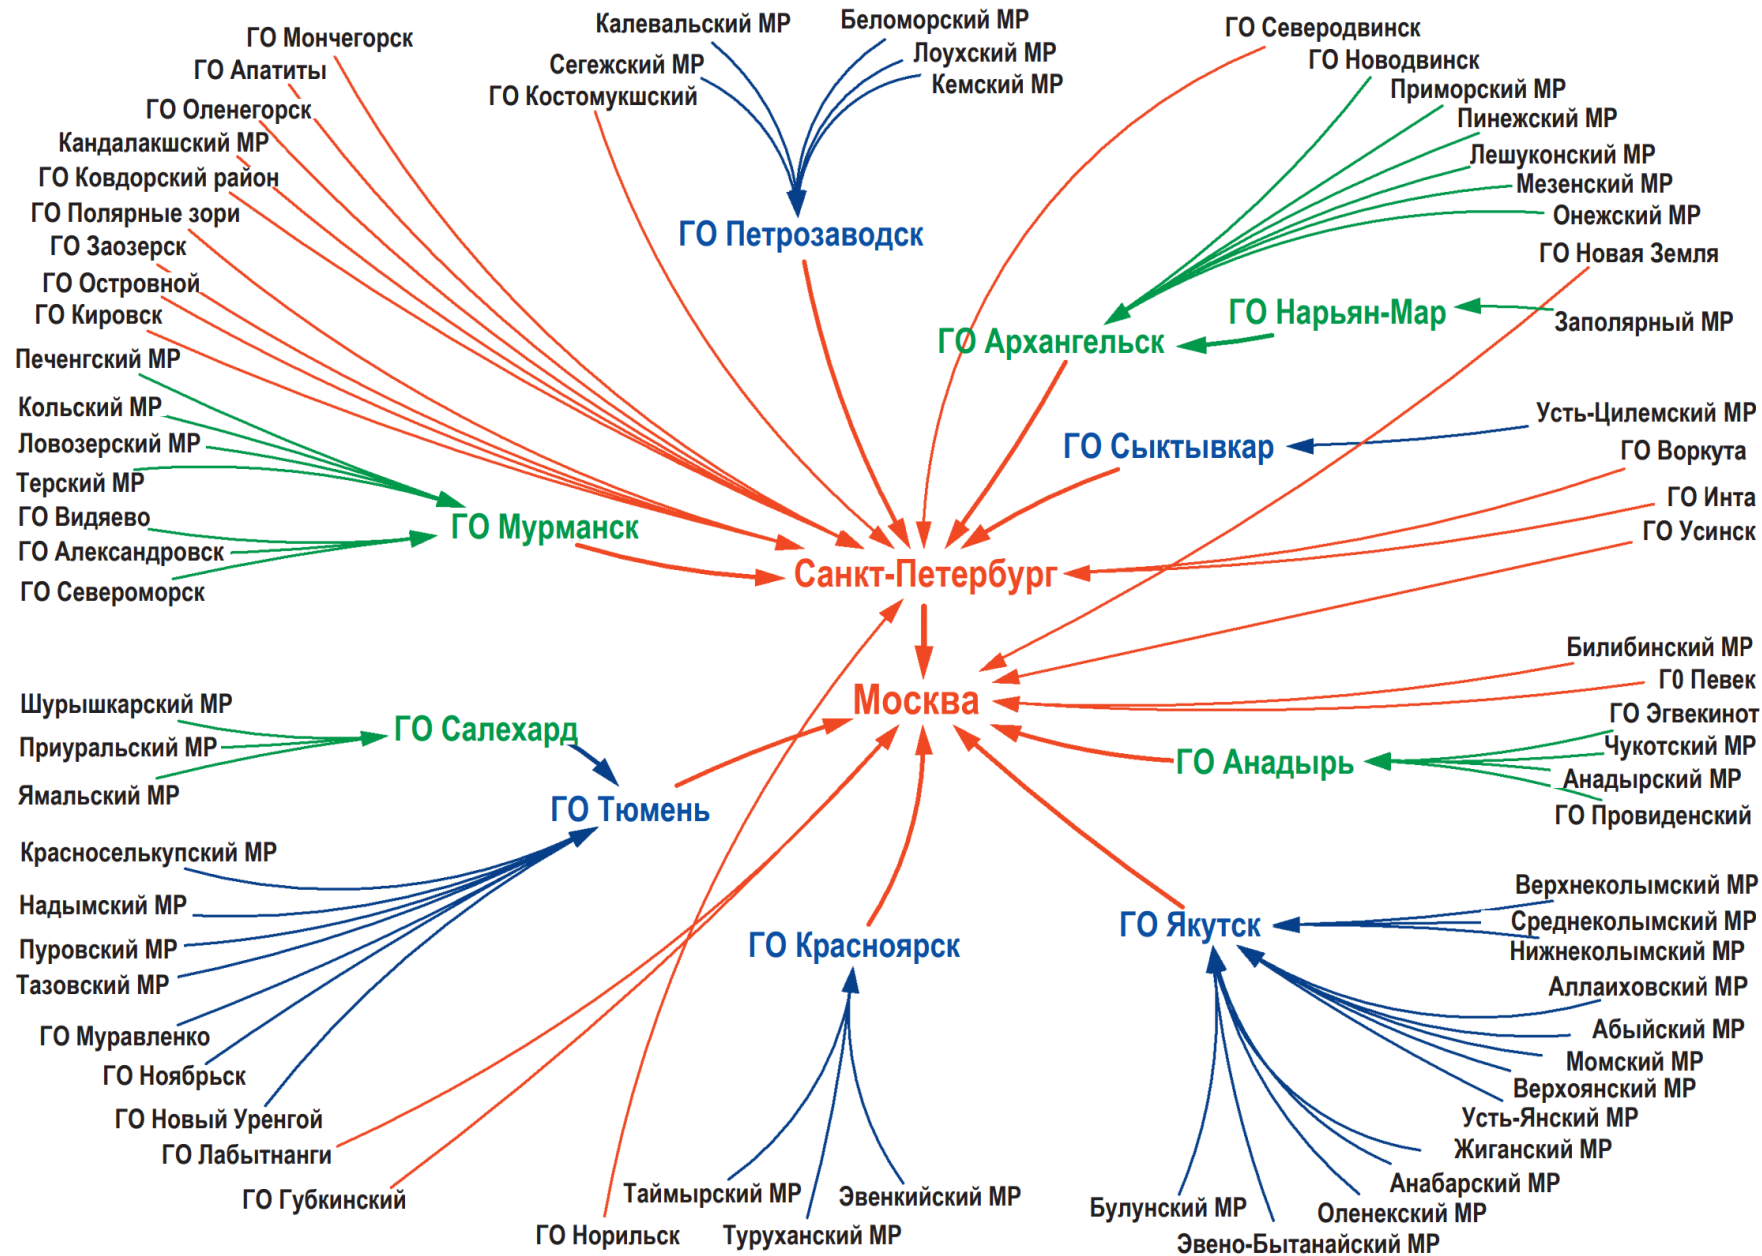 ГО Мончегорск
ГО Апатиты
ГО Оленегорск
Кандалакшский МР
ГО Ковдорский район
ГО Полярные зори
ГО Заозерск
ГО Островной
ГО Кировск
Печенгский МР
Кольский МР
Ловозерский МР
Терский МР
ГО Видяево
ГО Александровск
ГО Североморск
ГО Мурманск
Калевальский МР
Сегежский МР
ГО Костомукшский
Беломорский МР
Лоухский МР
Кемский МР
ГО Петрозаводск
ГО Северодвинск
ГО Новодвинск
Приморский МР
Пинежский МР
Лешуконский МР
Мезенский МР
Онежский МР
ГО Новая Земля
ГО Нарьян-Мар
Заполярный МР
ГО Архангельск
ГО Сыктывкар
Усть-Цилемский МР
ГО Воркута
ГО Инта
ГО Усинск
Санкт-Петербург
Москва
Билибинский МР
Г0 Певек
ГО Эгвекинот
Чукотский МР
Анадырский МР
ГО Провиденский
ГО Анадырь
Шурышкарский МР
Приуральский МР
Ямальский МР
ГО Салехард
ГО Тюмень
Красноселькупский МР
Надымский МР
Пуровский МР
Тазовский МР
ГО Муравленко
ГО Ноябрьск
ГО Новый Уренгой
ГО Лабытнанги
ГО Губкинский
ГО Норильск
ГО Красноярск
Таймырский МР
Туруханский МР
Эвенкийский МР
ГО Якутск
Верхнеколымский МР
Среднеколымский МР
Нижнеколымский МР
Аллаиховский МР
Абыйский МР
Момский МР
Верхоянский МР
Усть-Янский МР
Жиганский МР
Анабарский МР
Оленекский МР
Булунский МР
Эвено-Бытанайский МР